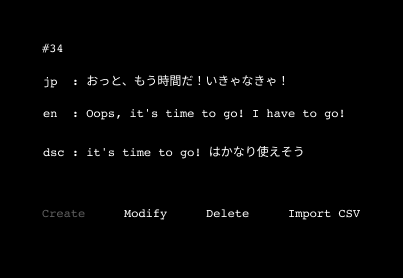 #34
jp : おっと、もう時間だ！いきゃなきゃ！
en : Oops, it's time to go! I have to go!
dsc : it's time to go! はかなり使えそう
Create Modify Delete Import CSV